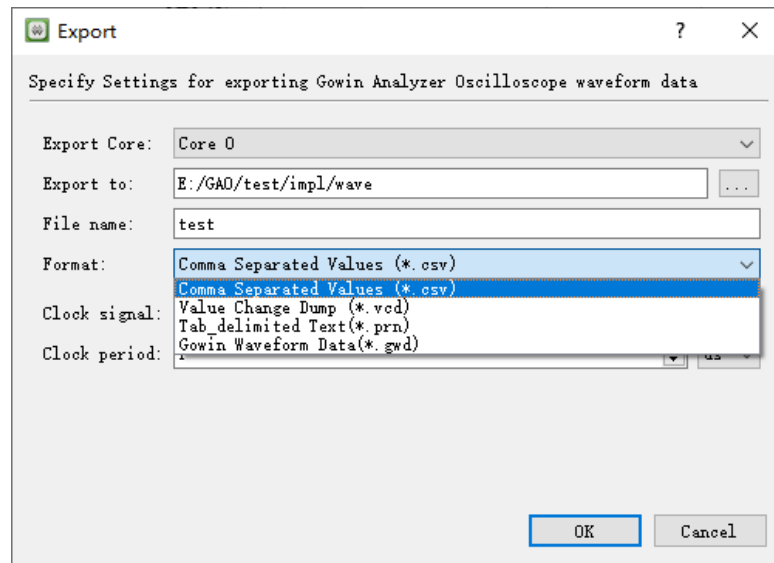 Export
?
Specify Settings for exporting Gowin Analyzer Oscilloscope waveform data
Export Core: Core 0
Export to: E:/GAO/test/impl/wave ...
File name: test
Format: Comma Separated Values (*.csv)
Comma Separated Values (*.csv)
Value Change Dump (*.vcd)
Clock signal:
Tab_delimited Text(*.prn)
Gowin Waveform Data(*.gwd)
Clock period:
OK Cancel